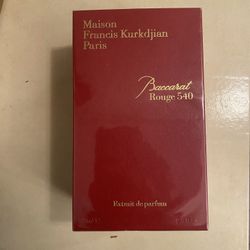 Maison
Francis Kurkdjian
Paris
Baccarat
Rouge 540
Extrait de parfum